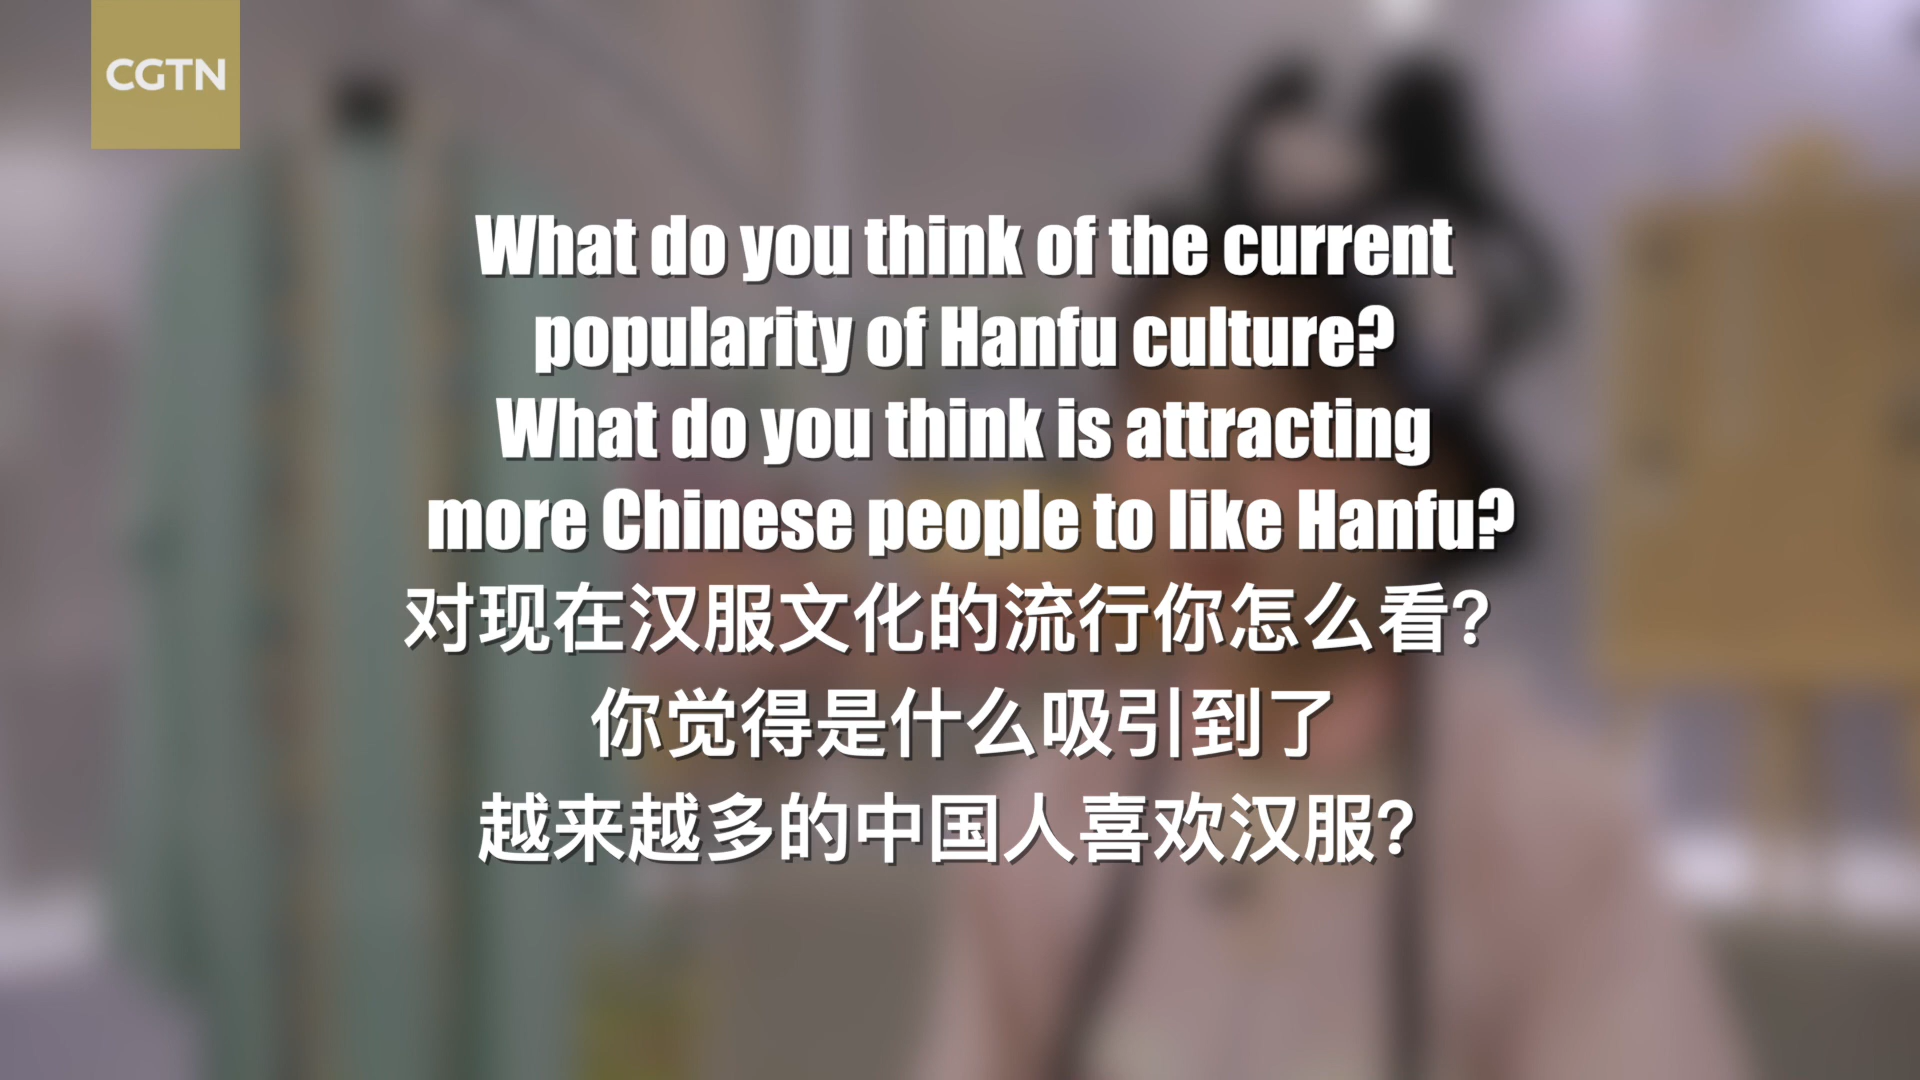 CGTN
What do you think of the current
popularity of Hanfu culture?
What do you think is attracting
more Chinese people to like Hanfu?
对现在汉服文化的流行你怎么看?
你觉得是什么吸引到了
越来越多的中国人喜欢汉服?